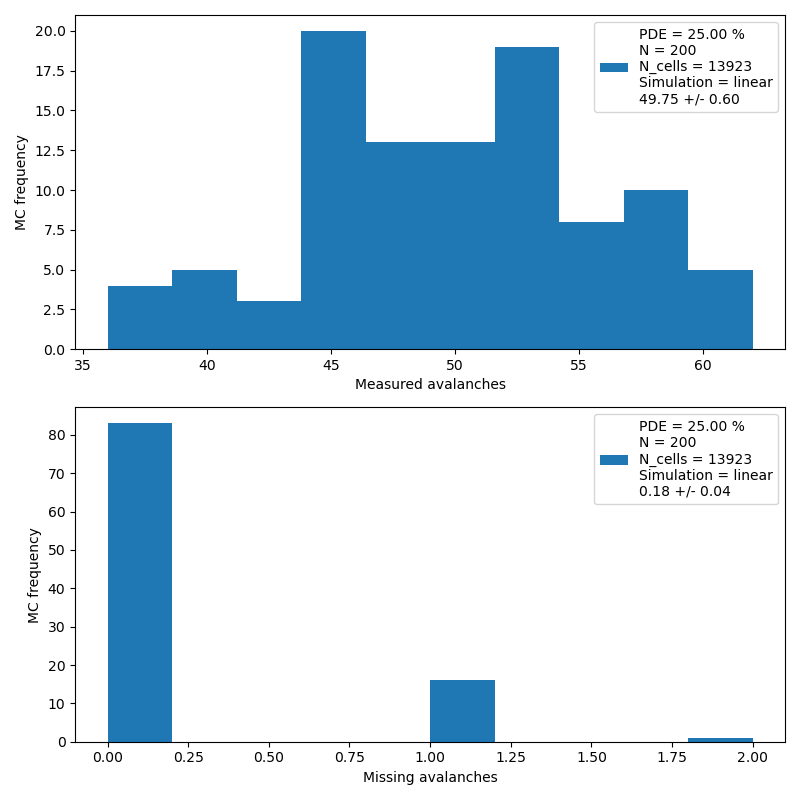 20.0
17.5
15.0
12.5
10.0
7.5
5.0
2.5
0.0
MC frequency
PDE = 25.00 %
N = 200
N_cells = 13923
Simulation = linear
49.75 +/- 0.60
35 40 45 50 55 60
Measured avalanches
80
70
60
50
40
30
20
10
0
MC frequency
PDE = 25.00 %
N = 200
N_cells = 13923
Simulation = linear
0.18 +/- 0.04
0.00 0.25 0.50 0.75 1.00 1.25 1.50 1.75 2.00
Missing avalanches